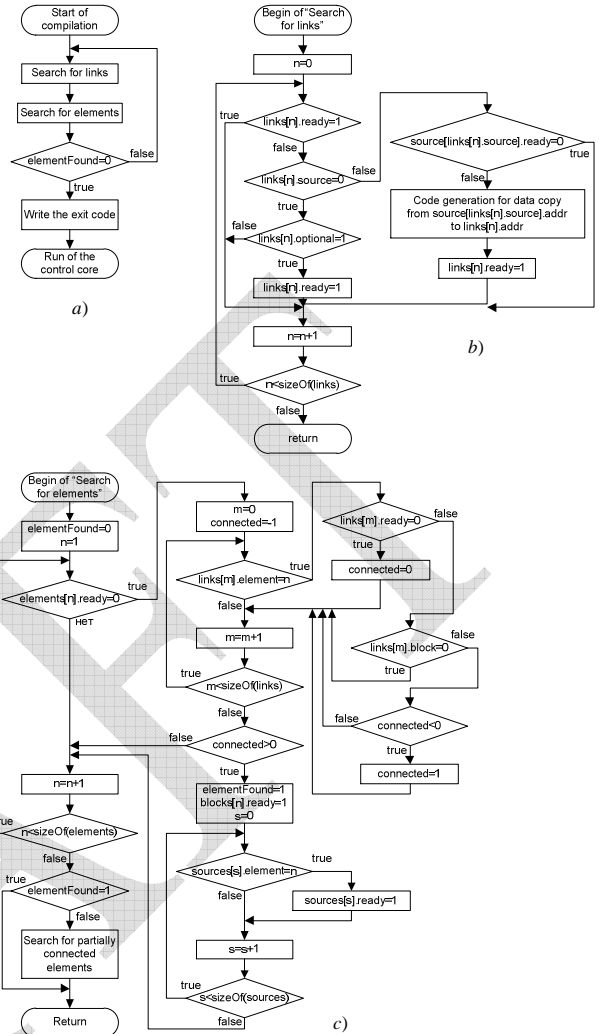 Start of
compilation
Search for links
Search for elements
elementFound=0
false
true
Write the exit code
Run of the
control core
a)
Begin of “Search
for links”
n=0
true
links[n].ready=1
false
links[n].source=0
false
true
false
links[n].optional=1
true
links[n].ready=1
n=n+1
true
n<sizeOf(links)
false
return
source[links[n].source].ready=0
true
false
Code generation for data copy
from source[links[n].source].addr
to links[n].addr
links[n].ready=1
b)
Begin of “Search
for elements”
elementFound=0
n=1
elements[n].ready=0
true
нет
n=n+1
true
n<sizeOf(elements)
false
true
elementFound=1
false
Search for partially
connected
elements
Return
m=0
connected=-1
links[m].element=n
true
false
m=m+1
true
m<sizeOf(links)
false
false
connected>0
true
elementFound=1
blocks[n].ready=1
s=0
sources[s].element=n
true
false
sources[s].ready=1
s=s+1
true
s<sizeOf(sources)
false
links[m].ready=0
false
true
connected=0
links[m].block=0
false
true
false
connected<0
true
connected=1
c)